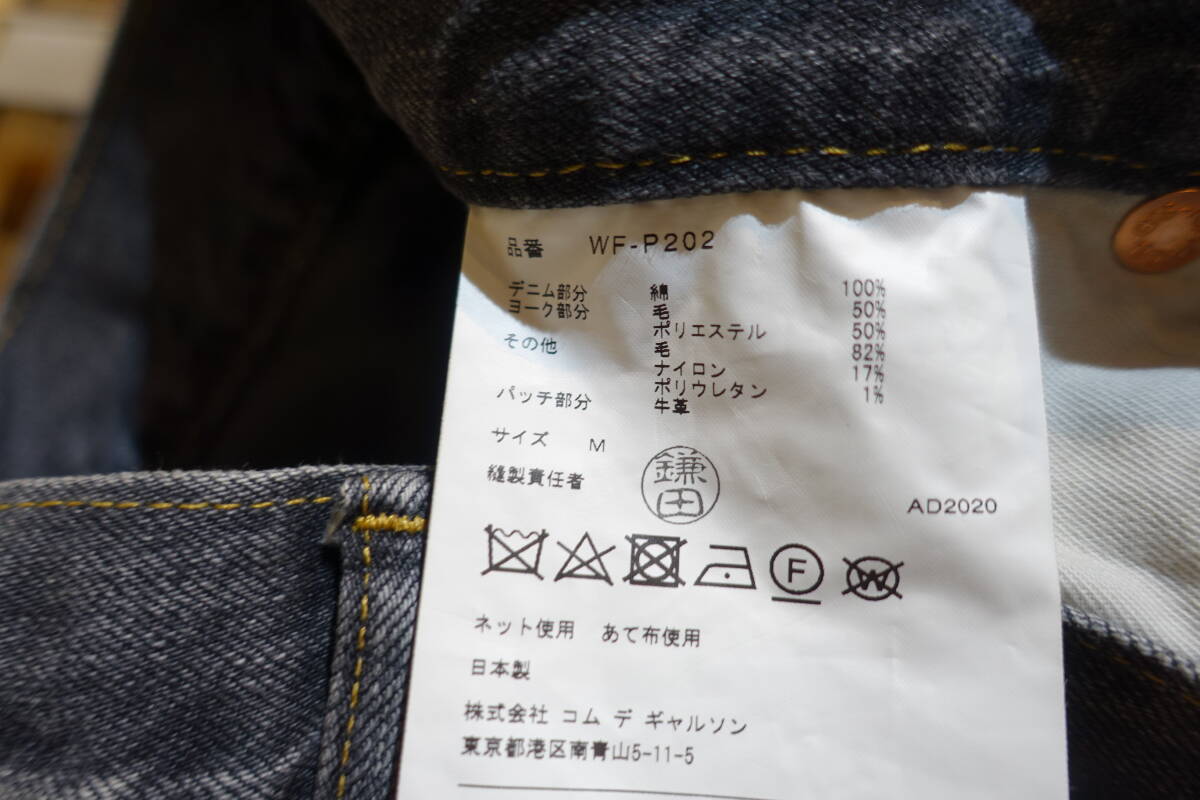 品番 WF-P202
デニム部分 綿 100%
ヨーク部分 毛 50%
ポリエステル 50%
その他 毛 82%
ナイロン 17%
ポリウレタン 1%
パッチ部分 牛革
サイズ M
縫製責任者 鎌田
AD2020
F W
ネット使用 あて布使用
日本製
株式会社 コム デ ギャルソン
東京都港区南青山5-11-5